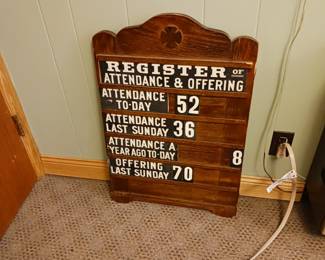 REGISTER OF
ATTENDANCE & OFFERING
ATTENDANCE
TO-DAY 52
ATTENDANCE
LAST SUNDAY 36
ATTENDANCE A
YEAR AGO TO-DAY 8
OFFERING
LAST SUNDAY 70